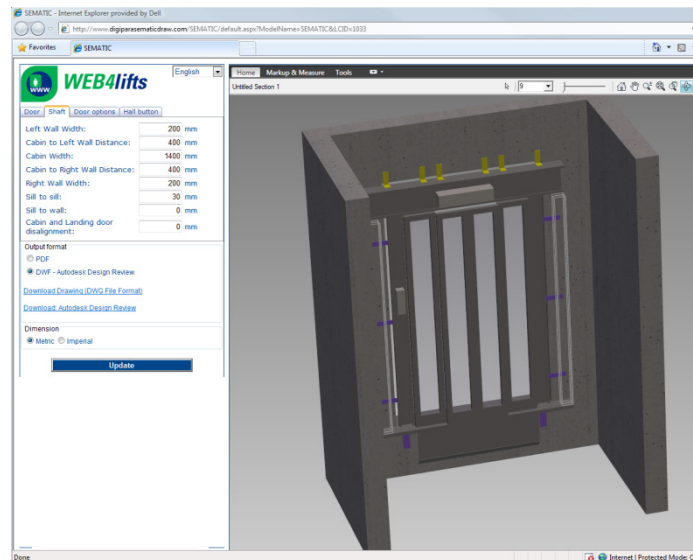 SEMATIC - Internet Explorer provided by Dell
http://www.digiparasematicdraw.com/SEMATIC/default.aspx?ModelName=SEMATIC&LCID=1033
Favorites SEMATIC
WWW WEB4lifts English
Home Markup & Measure Tools
Untitled Section 1 9
Door Shaft Door options Hall button
Left Wall Width: 200 mm
Cabin to Left Wall Distance: 400 mm
Cabin Width: 1400 mm
Cabin to Right Wall Distance: 400 mm
Right Wall Width: 200 mm
Sill to sill: 30 mm
Sill to wall: 0 mm
Cabin and Landing door
disalignment: 0 mm
Output format
PDF
DWF - Autodesk Design Review
Download Drawing (DWG File Format)
Download: Autodesk Design Review
Dimension
Metric Imperial
Update
Done Internet | Protected Mode: